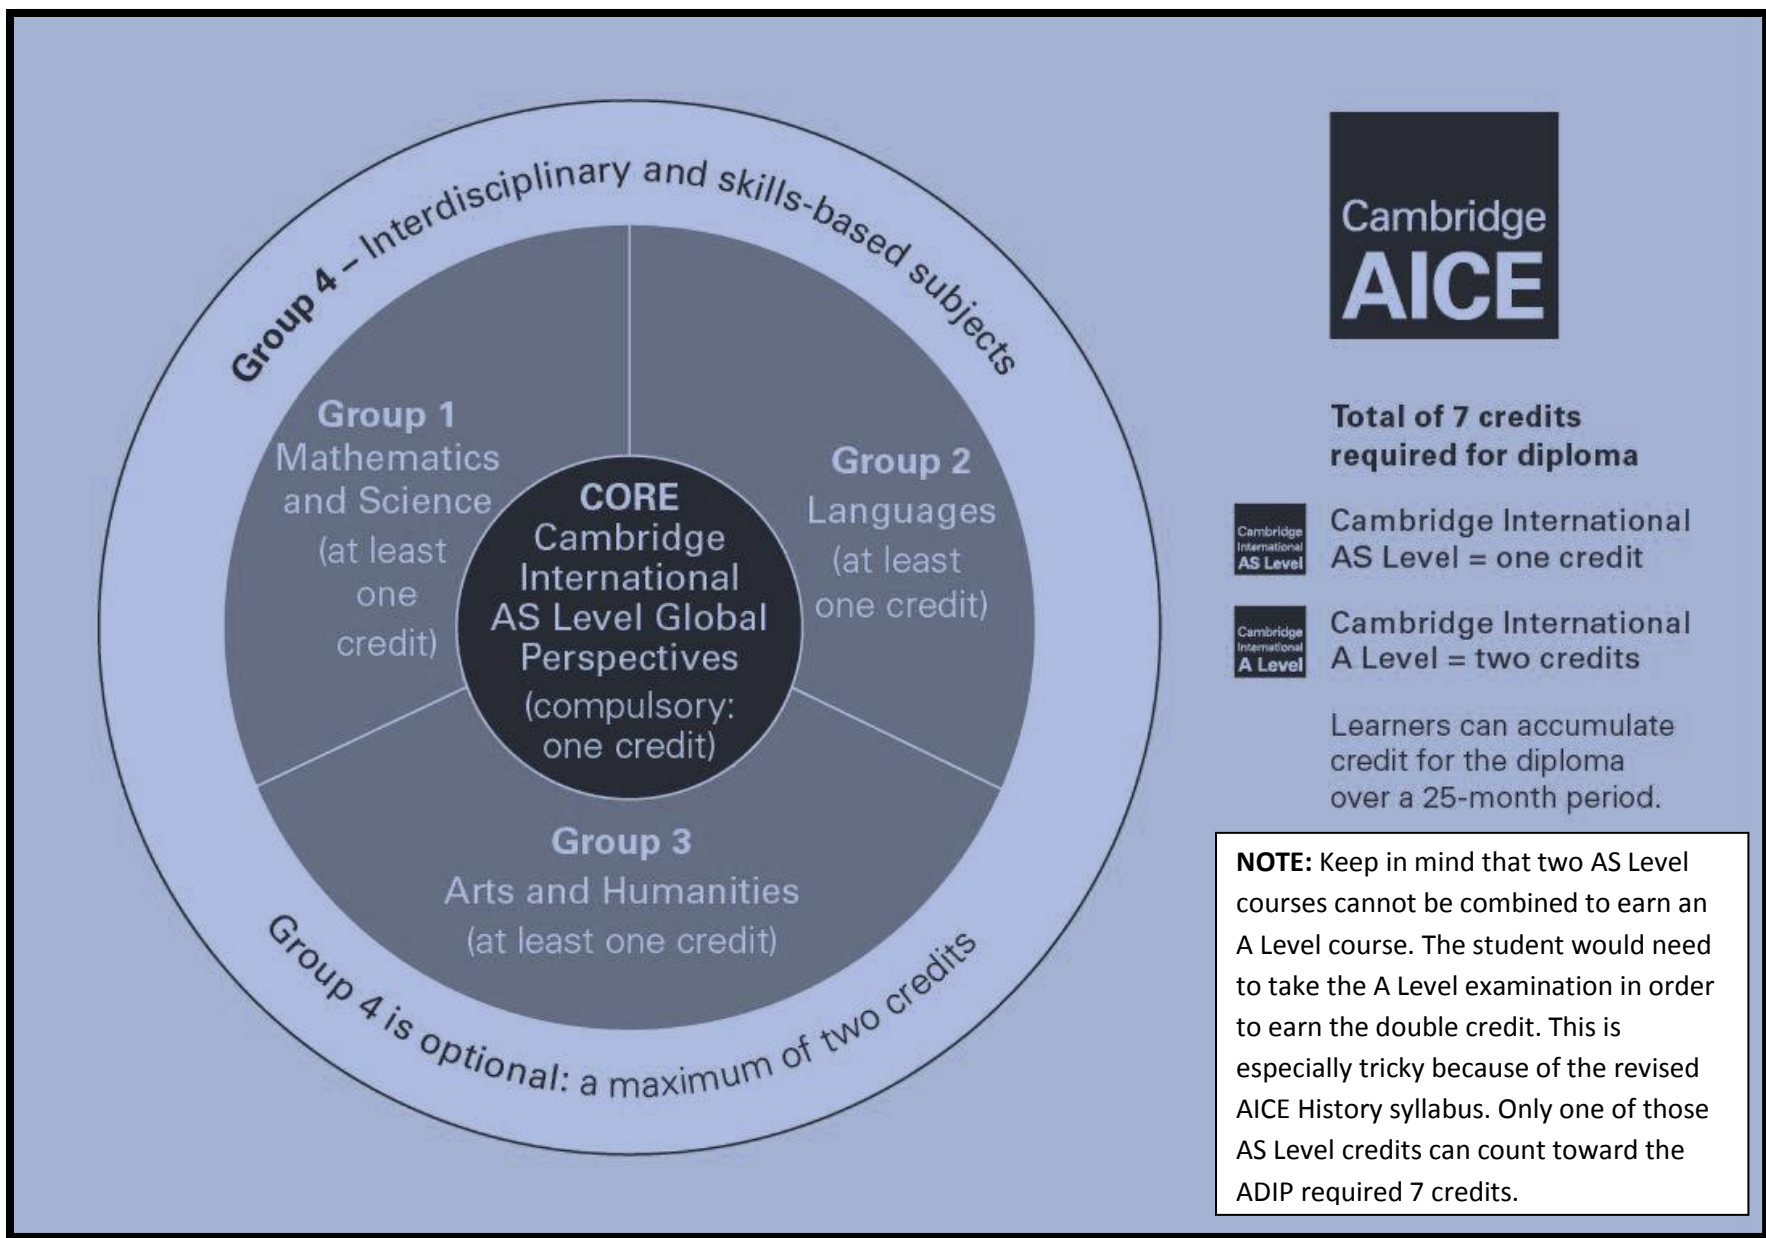 Group 4 – Interdisciplinary and skills-based subjects
Group 1
Mathematics
and Science
(at least
one
credit)
Group 2
Languages
(at least
one credit)
CORE
Cambridge
International
AS Level Global
Perspectives
(compulsory:
one credit)
Group 3
Arts and Humanities
(at least one credit)
Group 4 is optional: a maximum of two credits
Cambridge
AICE
Total of 7 credits
required for diploma
Cambridge
International
AS Level
Cambridge International
AS Level = one credit
Cambridge
International
A Level
Cambridge International
A Level = two credits
Learners can accumulate
credit for the diploma
over a 25-month period.
NOTE: Keep in mind that two AS Level
courses cannot be combined to earn an
A Level course. The student would need
to take the A Level examination in order
to earn the double credit. This is
especially tricky because of the revised
AICE History syllabus. Only one of those
AS Level credits can count toward the
ADIP required 7 credits.